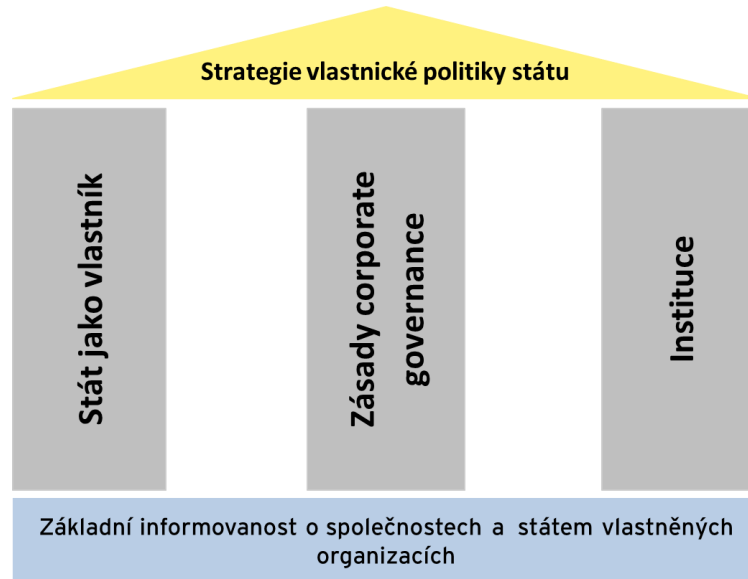 Strategie vlastnické politiky státu
Stát jako vlastník
Zásady corporate
governance
Instituce
Základní informovanost o společnostech a státem vlastněných
organizacích